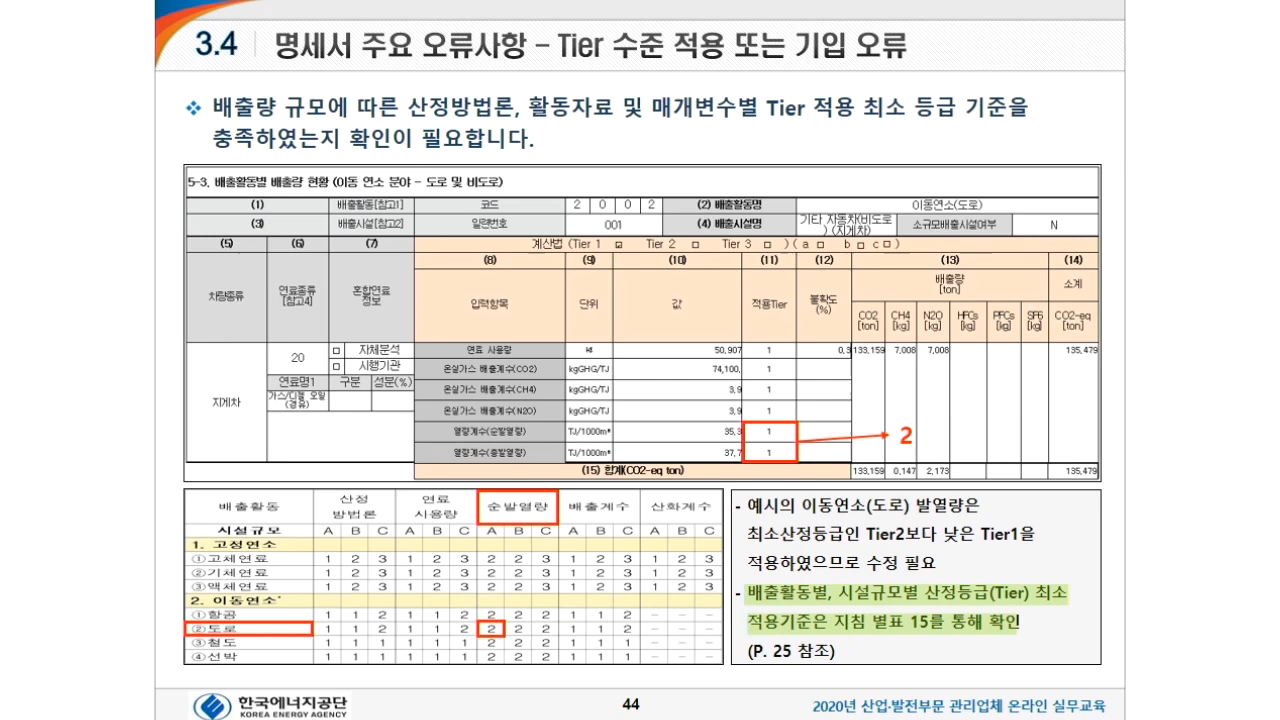 3.4 명세서 주요 오류사항 – Tier 수준 적용 또는 기입 오류
❖ 배출량 규모에 따른 산정방법론, 활동자료 및 매개변수별 Tier 적용 최소 등급 기준을
충족하였는지 확인이 필요합니다.
5-3. 배출활동별 배출량 현황 (이동 연소 분야 - 도로 및 비도로)
(1) 배출활동[참고1] 코드 2 0 0 2 (2) 배출활동명 이동연소(도로)
(3) 배출시설[참고2] 일련번호 001 (4) 배출시설명 기타 자동차(비도로) (지게차) 소규모배출시설여부 N
(5) (6) (7) 계산법 (Tier 1 ☑ Tier 2 □ Tier 3 □ ) ( a □ b □ c □ )
(8) (9) (10) (11) (12) (13) (14)
차량종류 연료종류 [참고4] 혼합연료 정보 입력항목 단위 값 적용Tier 불확도 (%) 배출량 [ton] 소계
CO2 [ton] CH4 [kg] N2O [kg] HFCs [kg] PFCs [kg] SF6 [kg] CO2-eq [ton]
지게차 20 □ 자체분석 연료 사용량 kℓ 50,907 1 0,3 133,159 7,008 7,008 135,479
□ 시험기관 온실가스 배출계수(CO2) kgGHG/TJ 74,100, 1
연료명1 구분 성분(%) 온실가스 배출계수(CH4) kgGHG/TJ 3,9 1
가스/디젤 오일 (경유) 온실가스 배출계수(N2O) kgGHG/TJ 3,9 1
열량계수(순발열량) TJ/1000m³ 35,3 1 2
열량계수(총발열량) TJ/1000m³ 37,7 1
(15) 합계(CO2-eq ton) 133,159 0,147 2,173 135,479
배출활동 산정 방법론 연료 사용량 순발열량 배출계수 산화계수
시설규모 A B C A B C A B C A B C A B C
1. 고정연소
①고체연료 1 2 3 1 2 3 2 2 3 1 2 3 1 2 3
②기체연료 1 2 3 1 2 3 2 2 3 1 2 3 1 2 3
③액체연료 1 2 3 1 2 3 2 2 3 1 2 3 1 2 3
2. 이동연소*
①항공 1 1 2 1 1 2 2 2 2 1 1 2 – – –
②도로 1 1 2 1 1 2 2 2 2 1 1 2 – – –
③철도 1 1 1 1 1 1 2 2 2 1 1 1 – – –
④선박 1 1 1 1 1 1 2 2 2 1 1 1 – – –
- 예시의 이동연소(도로) 발열량은
최소산정등급인 Tier2보다 낮은 Tier1을
적용하였으므로 수정 필요
- 배출활동별, 시설규모별 산정등급(Tier) 최소
적용기준은 지침 별표 15를 통해 확인
(P. 25 참조)
한국에너지공단
KOREA ENERGY AGENCY
44
2020년 산업·발전부문 관리업체 온라인 실무교육